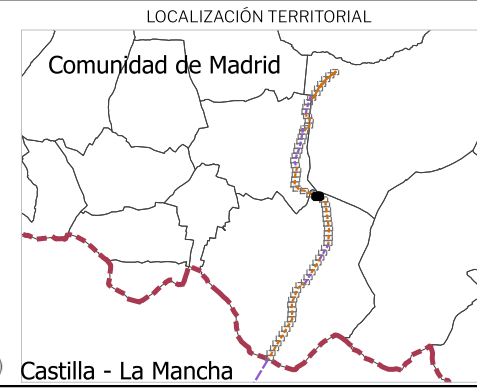 LOCALIZACIÓN TERRITORIAL
Comunidad de Madrid
Castilla - La Mancha